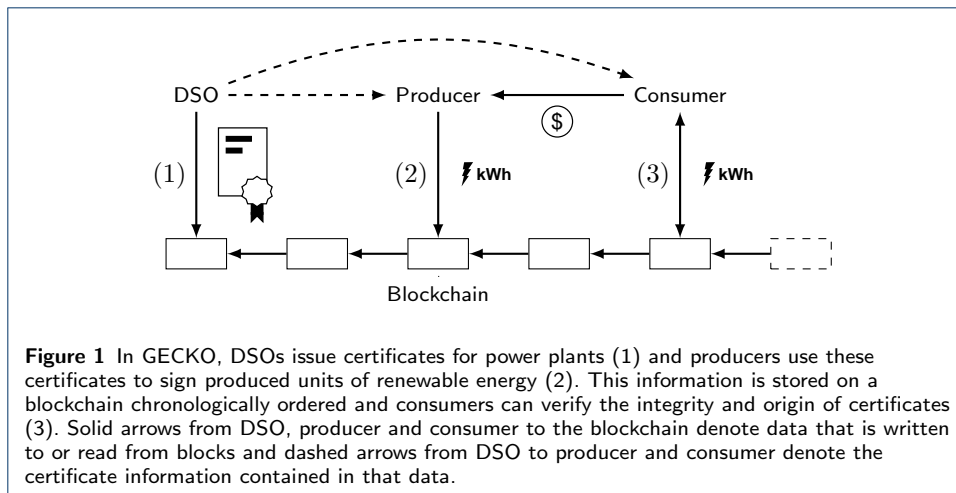 DSO Producer Consumer
$
(1) (2) kWh (3) kWh
Blockchain
Figure 1 In GECKO, DSOs issue certificates for power plants (1) and producers use these
certificates to sign produced units of renewable energy (2). This information is stored on a
blockchain chronologically ordered and consumers can verify the integrity and origin of certificates
(3). Solid arrows from DSO, producer and consumer to the blockchain denote data that is written
to or read from blocks and dashed arrows from DSO to producer and consumer denote the
certificate information contained in that data.